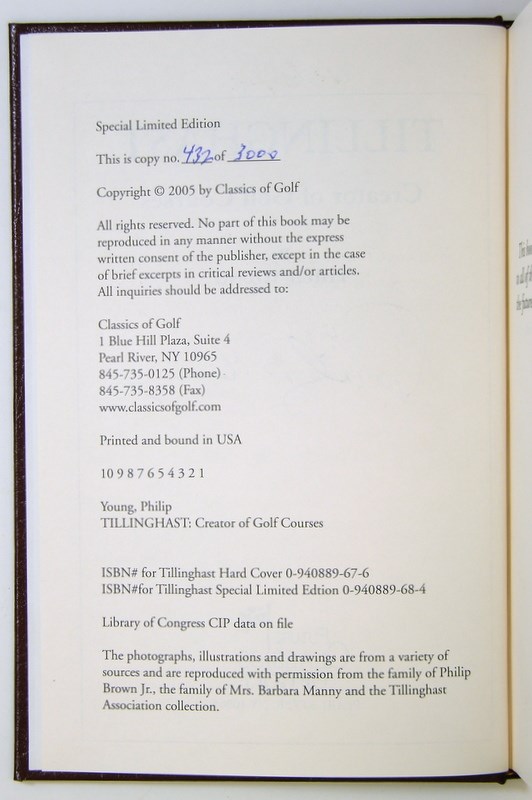 Special Limited Edition
This is copy no. 432 of 3000
Copyright © 2005 by Classics of Golf
All rights reserved. No part of this book may be
reproduced in any manner without the express
written consent of the publisher, except in the case
of brief excerpts in critical reviews and/or articles.
All inquiries should be addressed to:
Classics of Golf
1 Blue Hill Plaza, Suite 4
Pearl River, NY 10965
845-735-0125 (Phone)
845-735-8358 (Fax)
www.classicsofgolf.com
Printed and bound in USA
10 9 8 7 6 5 4 3 2 1
Young, Philip
TILLINGHAST: Creator of Golf Courses
ISBN# for Tillinghast Hard Cover 0-940889-67-6
ISBN#for Tillinghast Special Limited Edtion 0-940889-68-4
Library of Congress CIP data on file
The photographs, illustrations and drawings are from a variety of
sources and are reproduced with permission from the family of Philip
Brown Jr., the family of Mrs. Barbara Manny and the Tillinghast
Association collection.